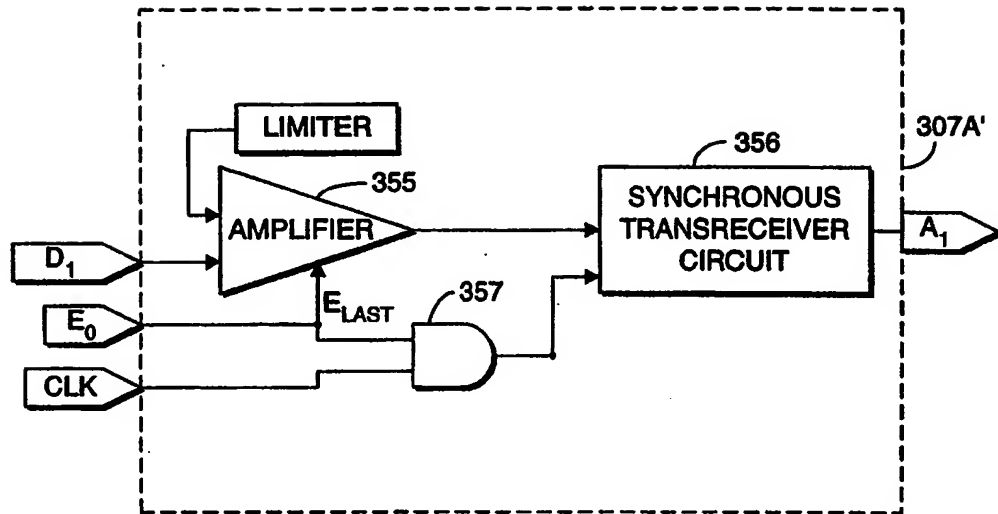 LIMITER
355
356
307A'
AMPLIFIER
SYNCHRONOUS
TRANSRECEIVER
CIRCUIT
A1
D1
E0
ELAST
357
CLK